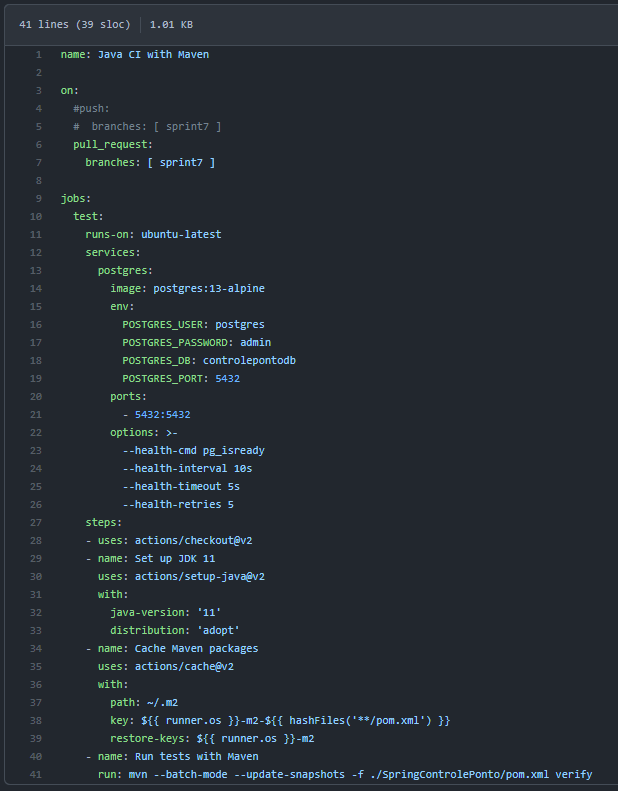 41 lines (39 sloc) 1.01 KB
1 name: Java CI with Maven
2
3 on:
4   #push:
5   #  branches: [ sprint7 ]
6   pull_request:
7     branches: [ sprint7 ]
8
9 jobs:
10   test:
11     runs-on: ubuntu-latest
12     services:
13       postgres:
14         image: postgres:13-alpine
15         env:
16           POSTGRES_USER: postgres
17           POSTGRES_PASSWORD: admin
18           POSTGRES_DB: controlepontodb
19           POSTGRES_PORT: 5432
20         ports:
21           - 5432:5432
22         options: >-
23           --health-cmd pg_isready
24           --health-interval 10s
25           --health-timeout 5s
26           --health-retries 5
27     steps:
28     - uses: actions/checkout@v2
29     - name: Set up JDK 11
30       uses: actions/setup-java@v2
31       with:
32         java-version: '11'
33         distribution: 'adopt'
34     - name: Cache Maven packages
35       uses: actions/cache@v2
36       with:
37         path: ~/.m2
38         key: ${{ runner.os }}-m2-${{ hashFiles('**/pom.xml') }}
39         restore-keys: ${{ runner.os }}-m2
40     - name: Run tests with Maven
41       run: mvn --batch-mode --update-snapshots -f ./SpringControlePonto/pom.xml verify